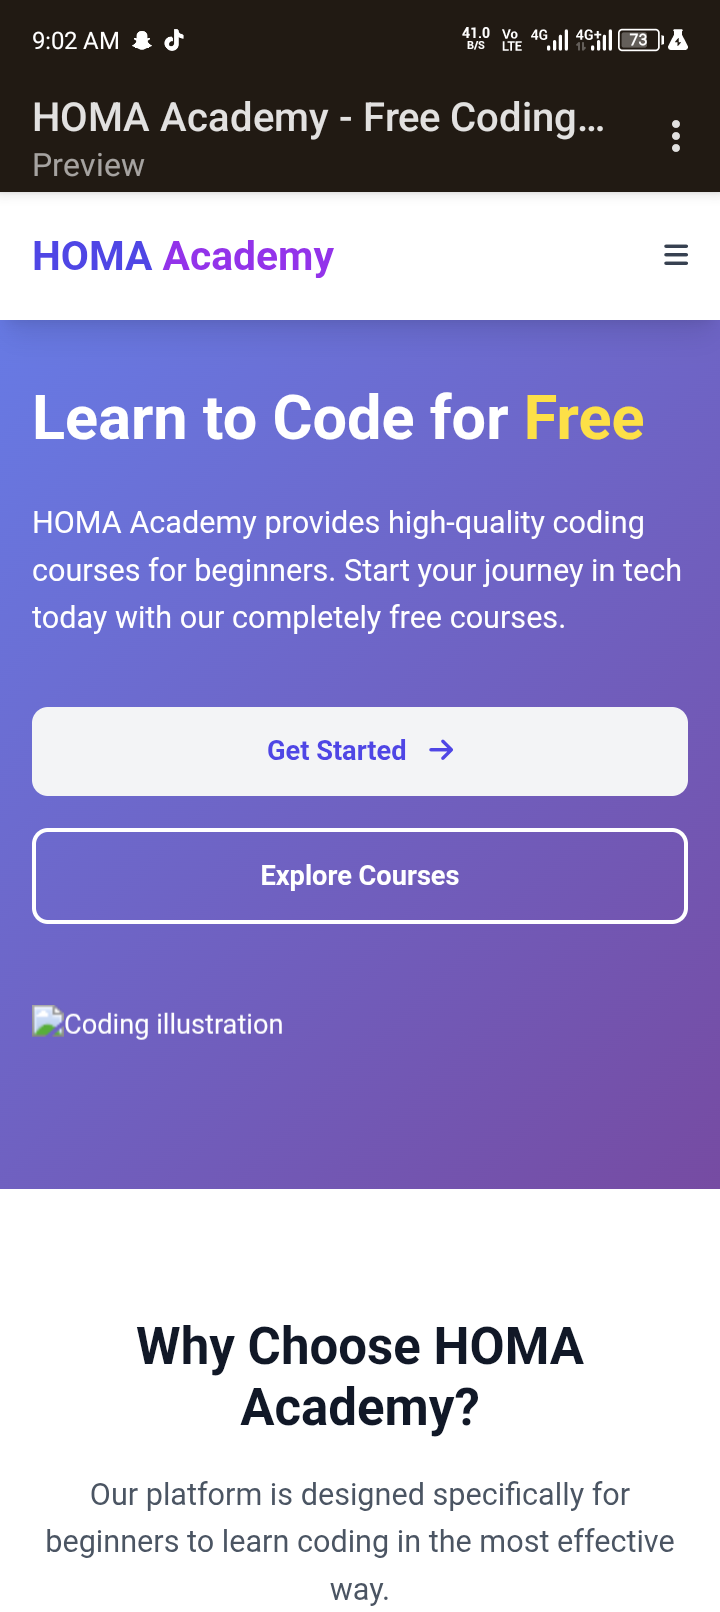 9:02 AM
41.0 B/S Vo LTE 4G 4G+ 73
HOMA Academy - Free Coding...
Preview
HOMA Academy
Learn to Code for Free
HOMA Academy provides high-quality coding
courses for beginners. Start your journey in tech
today with our completely free courses.
Get Started
Explore Courses
Coding illustration
Why Choose HOMA
Academy?
Our platform is designed specifically for
beginners to learn coding in the most effective
way.